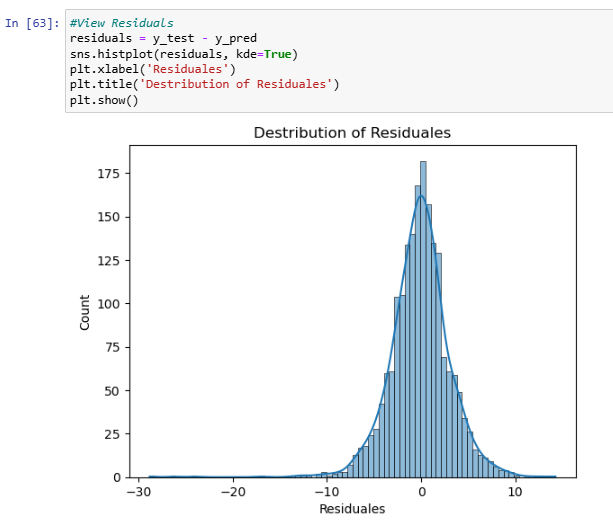 In [63]: #View Residuals
residuals = y_test - y_pred
sns.histplot(residuals, kde=True)
plt.xlabel('Residuales')
plt.title('Destribution of Residuales')
plt.show()
Destribution of Residuales
175
150
125
100
75
50
25
0
Count
−30 −20 −10 0 10
Residuales